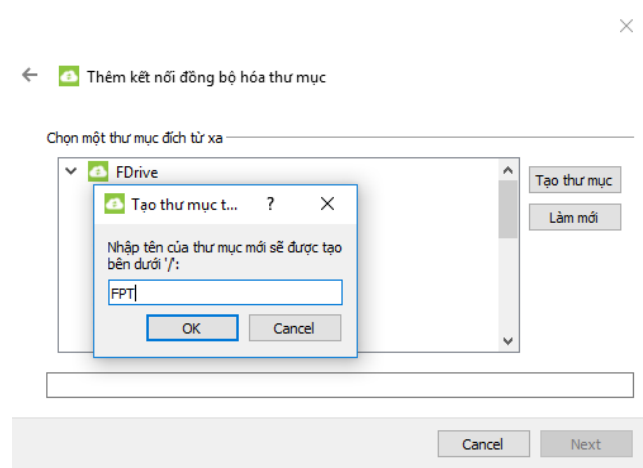 Thêm kết nối đồng bộ hóa thư mục
Chọn một thư mục đích từ xa
FDrive
Tạo thư mục
Làm mới
Tạo thư mục t...
?
Nhập tên của thư mục mới sẽ được tạo
bên dưới '/':
FPT
OK Cancel
Cancel Next